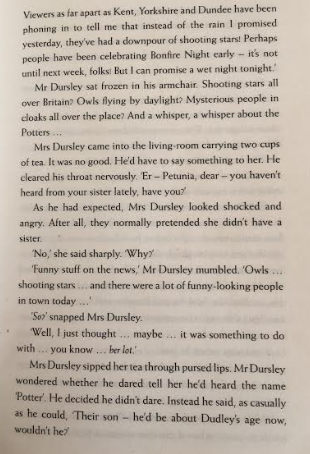 Viewers as far apart as Kent, Yorkshire and Dundee have been
phoning in to tell me that instead of the rain I promised
yesterday, they've had a downpour of shooting stars! Perhaps
people have been celebrating Bonfire Night early – it's not
until next week, folks! But I can promise a wet night tonight.'
Mr Dursley sat frozen in his armchair. Shooting stars all
over Britain? Owls flying by daylight? Mysterious people in
cloaks all over the place? And a whisper, a whisper about the
Potters ...
Mrs Dursley came into the living-room carrying two cups
of tea. It was no good. He'd have to say something to her. He
cleared his throat nervously. 'Er – Petunia, dear – you haven't
heard from your sister lately, have you?'
As he had expected, Mrs Dursley looked shocked and
angry. After all, they normally pretended she didn't have a
sister.
'No,' she said sharply. 'Why?'
'Funny stuff on the news,' Mr Dursley mumbled. 'Owls ...
shooting stars ... and there were a lot of funny-looking people
in town today ...'
'So?' snapped Mrs Dursley.
'Well, I just thought ... maybe ... it was something to do
with ... you know ... her lot.'
Mrs Dursley sipped her tea through pursed lips. Mr Dursley
wondered whether he dared tell her he'd heard the name
'Potter'. He decided he didn't dare. Instead he said, as casually
as he could, 'Their son – he'd be about Dudley's age now,
wouldn't he?'